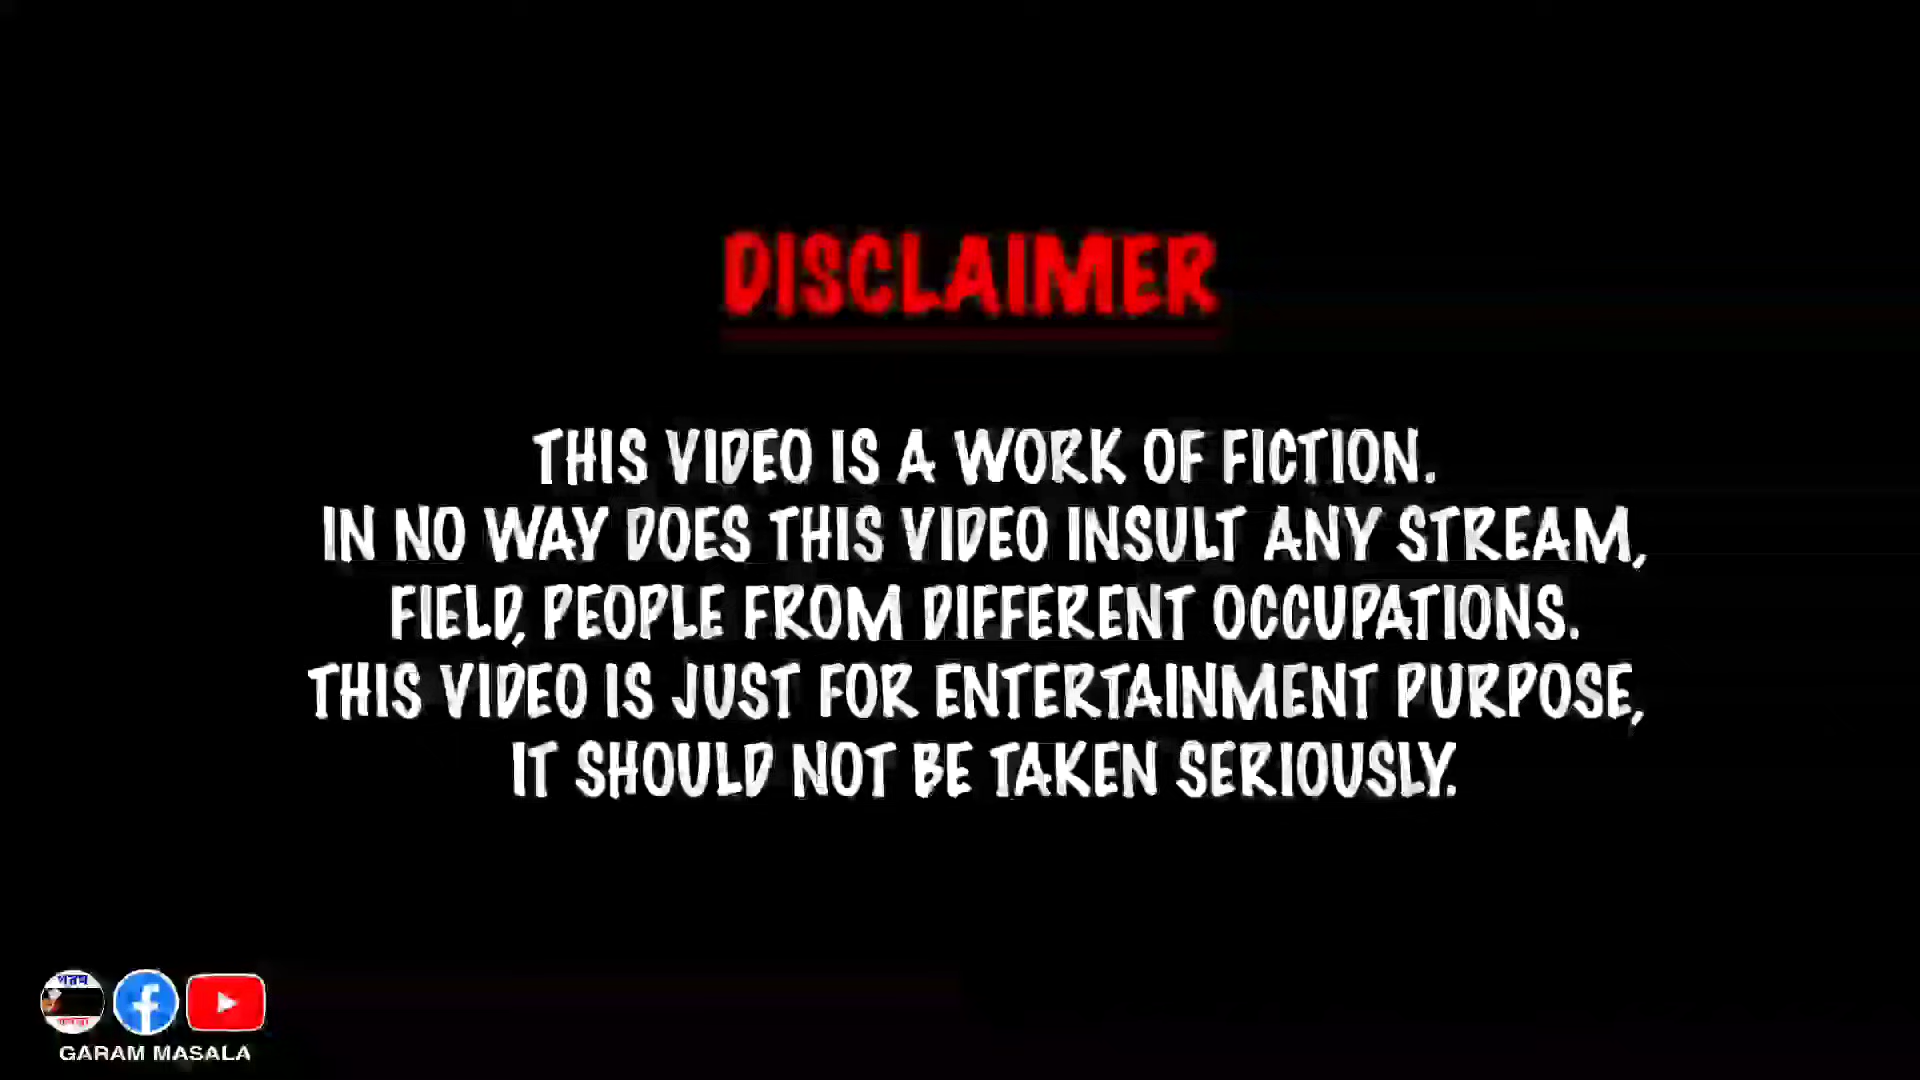 DISCLAIMER
THIS VIDEO IS A WORK OF FICTION.
IN NO WAY DOES THIS VIDEO INSULT ANY STREAM,
FIELD, PEOPLE FROM DIFFERENT OCCUPATIONS.
THIS VIDEO IS JUST FOR ENTERTAINMENT PURPOSE,
IT SHOULD NOT BE TAKEN SERIOUSLY.
গরম
GARAM MASALA